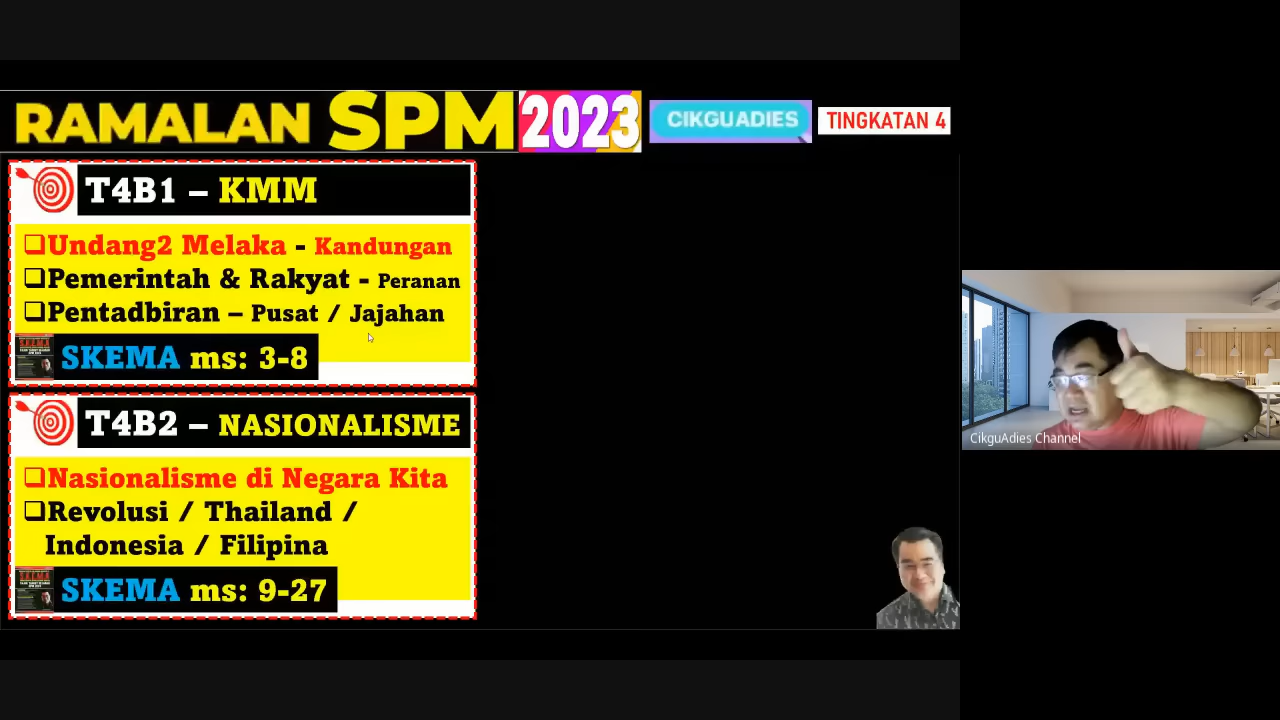 RAMALAN SPM 2023 CIKGUADIES TINGKATAN 4
T4B1 – KMM
❑Undang2 Melaka - Kandungan
❑Pemerintah & Rakyat - Peranan
❑Pentadbiran – Pusat / Jajahan
SKEMA ms: 3-8
T4B2 – NASIONALISME
❑Nasionalisme di Negara Kita
❑Revolusi / Thailand /
Indonesia / Filipina
SKEMA ms: 9-27
CikguAdies Channel